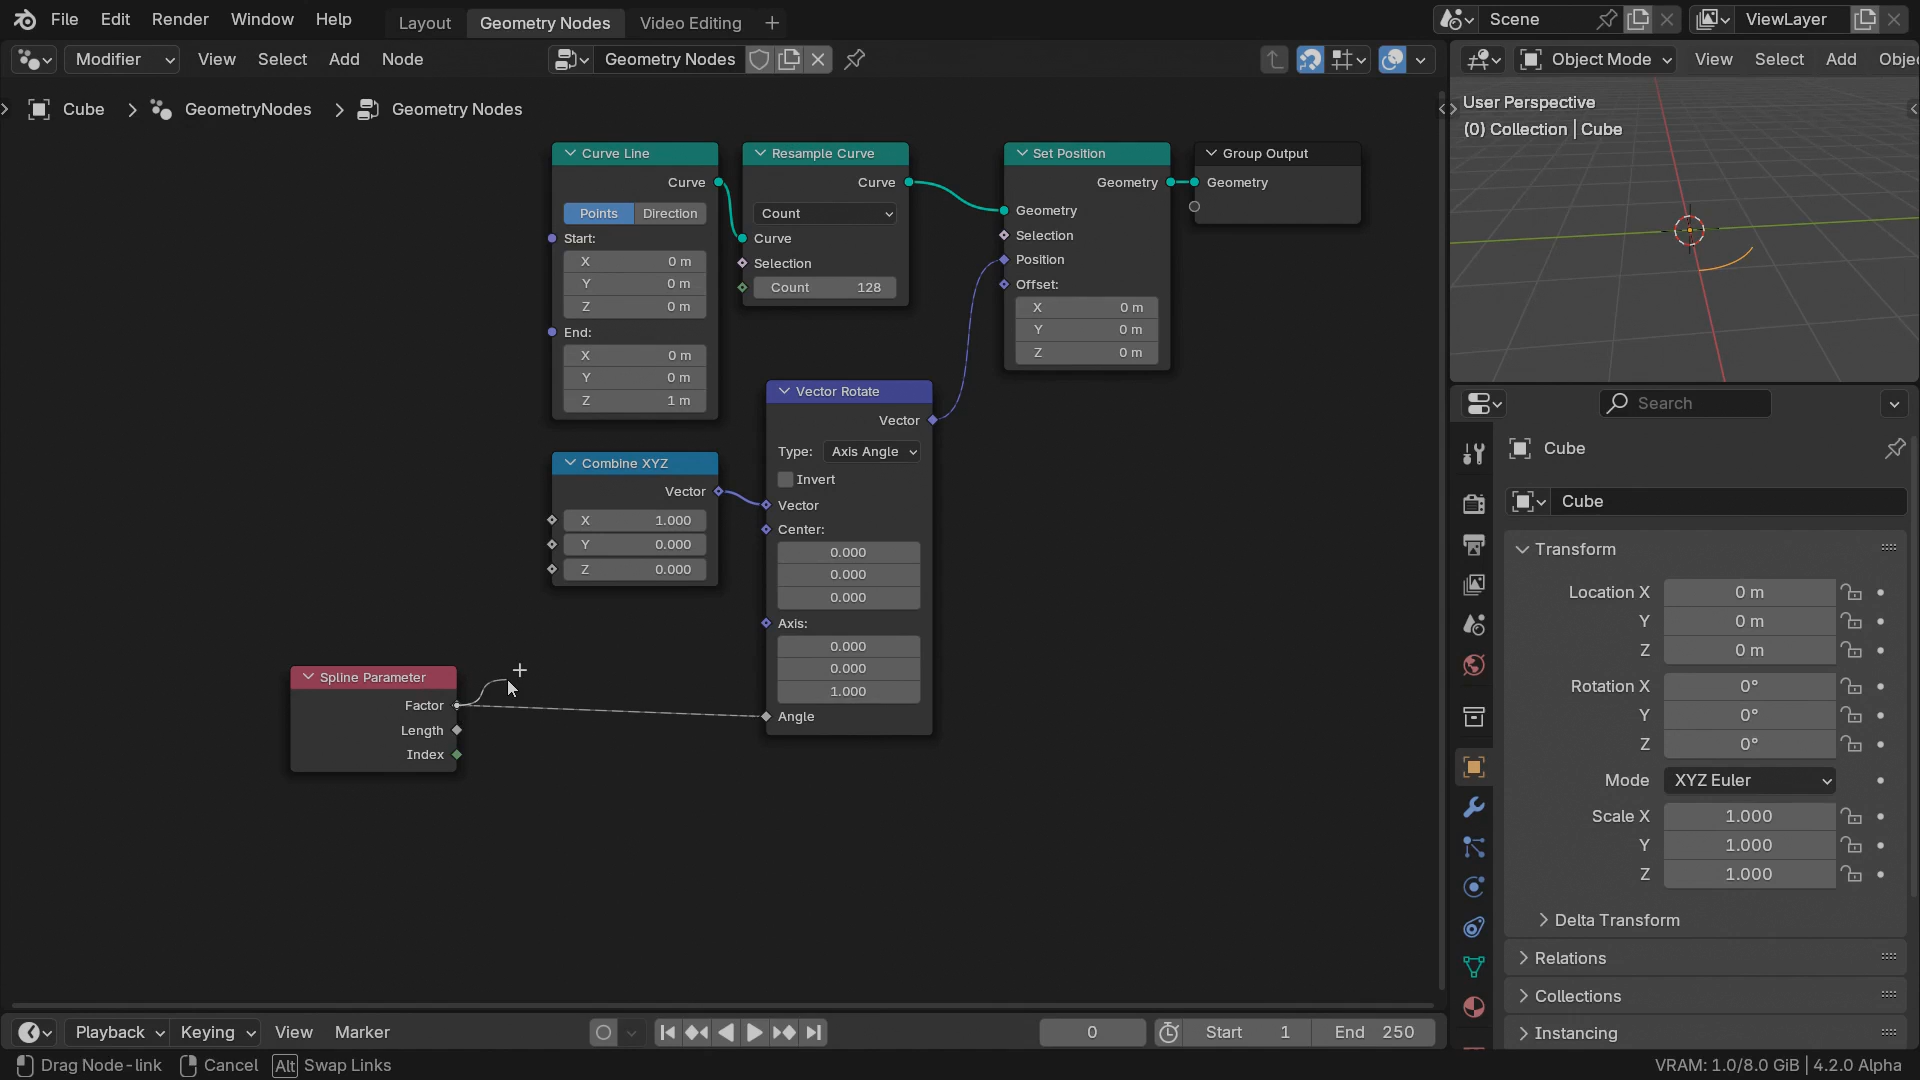 File Edit Render Window Help Layout Geometry Nodes Video Editing Scene ViewLayer
Modifier View Select Add Node Geometry Nodes Object Mode View Select Add Objec
Cube GeometryNodes Geometry Nodes
User Perspective
(0) Collection | Cube
Curve Line
Curve
Points Direction
Start:
X 0 m
Y 0 m
Z 0 m
End:
X 0 m
Y 0 m
Z 1 m
Resample Curve
Curve
Count
Curve
Selection
Count 128
Set Position
Geometry
Geometry
Selection
Position
Offset:
X 0 m
Y 0 m
Z 0 m
Group Output
Geometry
Vector Rotate
Vector
Type: Axis Angle
Invert
Vector
Center:
0.000
0.000
0.000
Axis:
0.000
0.000
1.000
Angle
Combine XYZ
Vector
X 1.000
Y 0.000
Z 0.000
Spline Parameter
Factor
Length
Index
Search
Cube
Cube
Transform
Location X 0 m
Y 0 m
Z 0 m
Rotation X 0°
Y 0°
Z 0°
Mode XYZ Euler
Scale X 1.000
Y 1.000
Z 1.000
Delta Transform
Relations
Collections
Instancing
Playback Keying View Marker 0 Start 1 End 250
Drag Node-link Cancel Alt Swap Links VRAM: 1.0/8.0 GiB | 4.2.0 Alpha